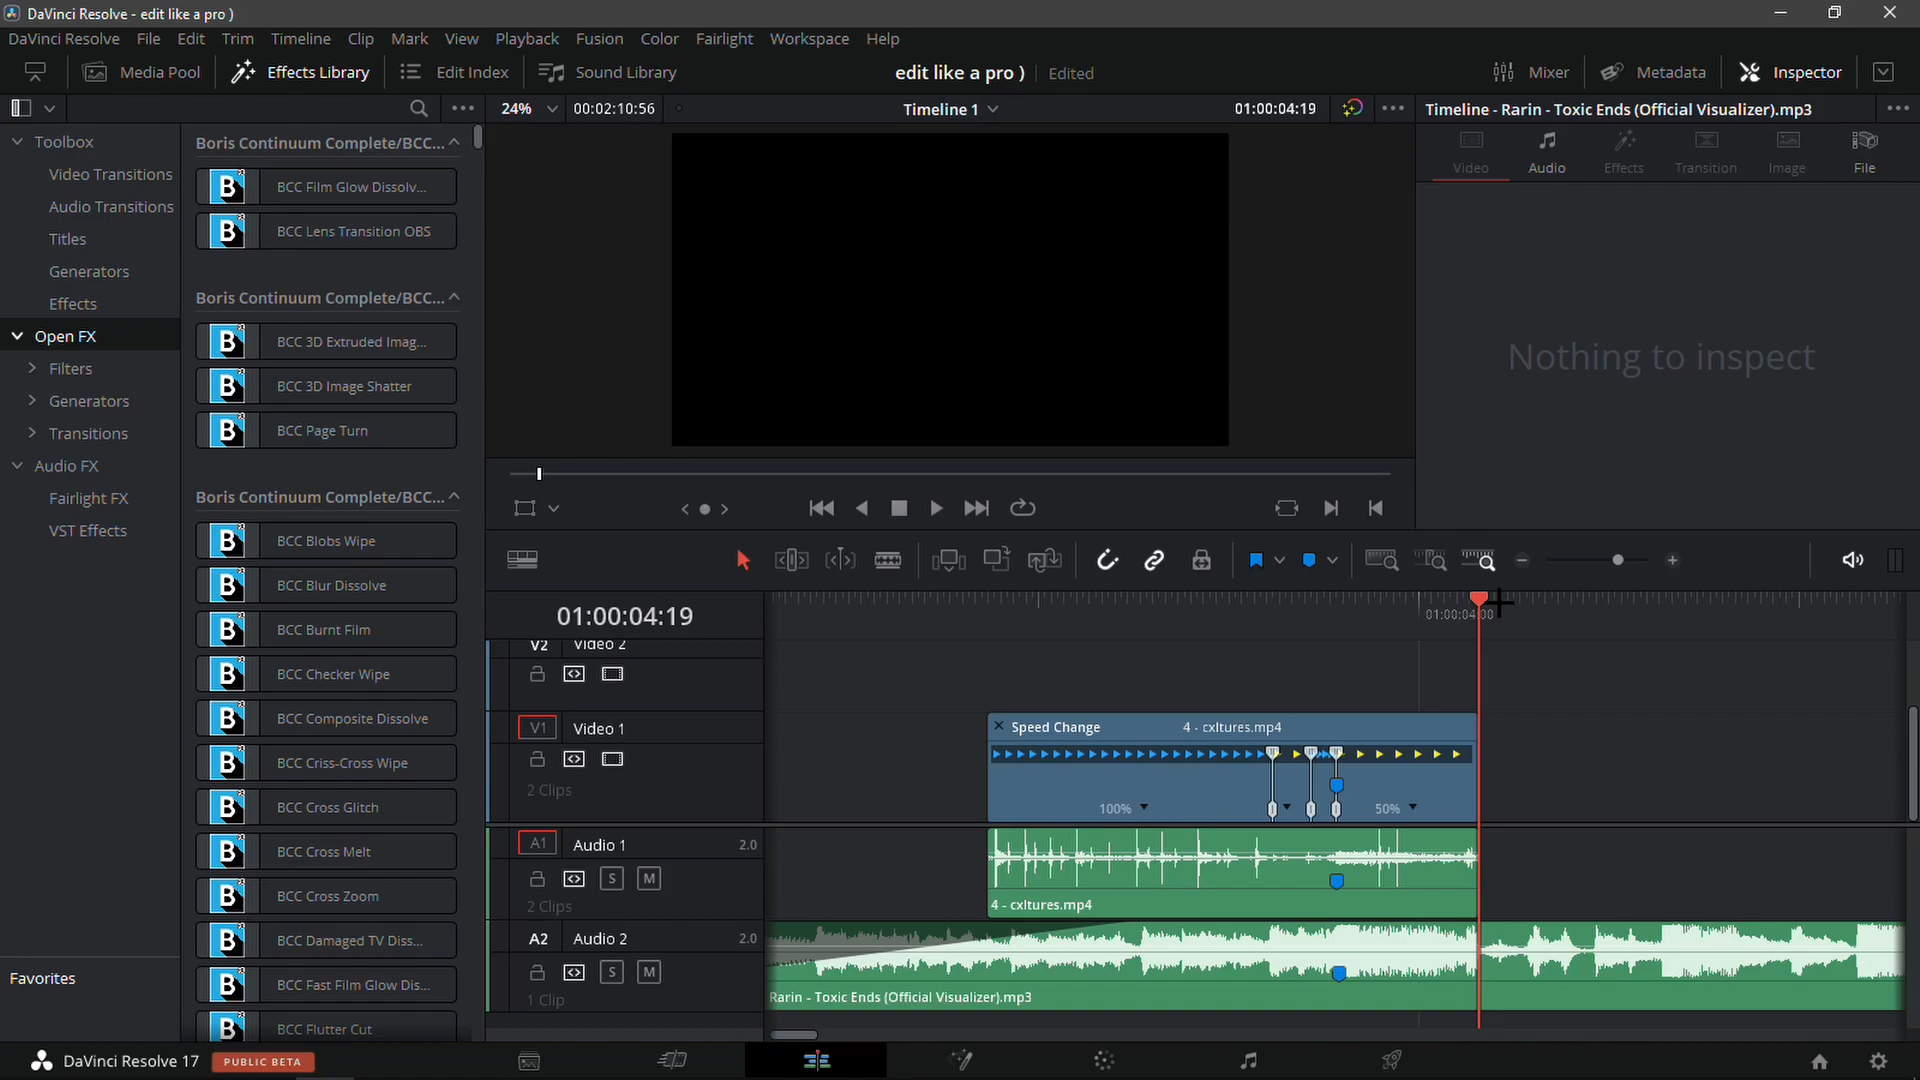 DaVinci Resolve - edit like a pro )
DaVinci Resolve File Edit Trim Timeline Clip Mark View Playback Fusion Color Fairlight Workspace Help
Media Pool Effects Library Edit Index Sound Library edit like a pro ) Edited Mixer Metadata Inspector
24% 00:02:10:56 Timeline 1 01:00:04:19 Timeline - Rarin - Toxic Ends (Official Visualizer).mp3
Video Audio Effects Transition Image File
Nothing to inspect
Toolbox
Video Transitions
Audio Transitions
Titles
Generators
Effects
Open FX
Filters
Generators
Transitions
Audio FX
Fairlight FX
VST Effects
Favorites
Boris Continuum Complete/BCC...
B BCC Film Glow Dissolv...
B BCC Lens Transition OBS
Boris Continuum Complete/BCC...
B BCC 3D Extruded Imag...
B BCC 3D Image Shatter
B BCC Page Turn
Boris Continuum Complete/BCC...
B BCC Blobs Wipe
B BCC Blur Dissolve
B BCC Burnt Film
B BCC Checker Wipe
B BCC Composite Dissolve
B BCC Criss-Cross Wipe
B BCC Cross Glitch
B BCC Cross Melt
B BCC Cross Zoom
B BCC Damaged TV Diss...
B BCC Fast Film Glow Dis...
B BCC Flutter Cut
01:00:04:19
01:00:04:00
V2 Video 2
V1 Video 1
2 Clips
Speed Change 4 - cxltures.mp4
100% 50%
A1 Audio 1 2.0
S M
2 Clips
4 - cxltures.mp4
A2 Audio 2 2.0
S M
1 Clip
Rarin - Toxic Ends (Official Visualizer).mp3
DaVinci Resolve 17 PUBLIC BETA